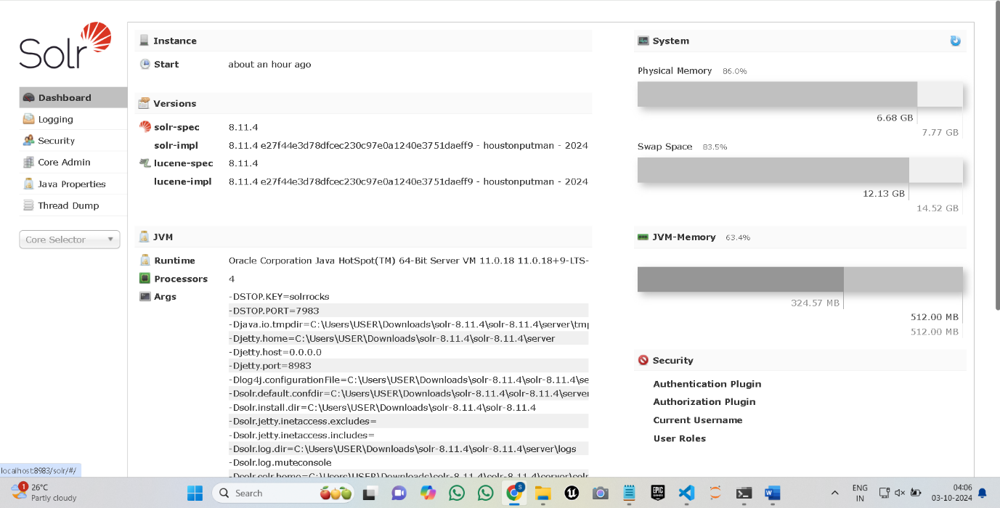 Solr
Dashboard
Logging
Security
Core Admin
Java Properties
Thread Dump
Core Selector
Instance
Start about an hour ago
Versions
solr-spec 8.11.4
solr-impl 8.11.4 e27f44e3d78dfcec230c97e0a1240e3751daeff9 - houstonputman - 2024
lucene-spec 8.11.4
lucene-impl 8.11.4 e27f44e3d78dfcec230c97e0a1240e3751daeff9 - houstonputman - 2024
JVM
Runtime Oracle Corporation Java HotSpot(TM) 64-Bit Server VM 11.0.18 11.0.18+9-LTS-
Processors 4
Args -DSTOP.KEY=solrrocks
-DSTOP.PORT=7983
-Djava.io.tmpdir=C:\Users\USER\Downloads\solr-8.11.4\solr-8.11.4\server\tmp
-Djetty.home=C:\Users\USER\Downloads\solr-8.11.4\solr-8.11.4\server
-Djetty.host=0.0.0.0
-Djetty.port=8983
-Dlog4j.configurationFile=C:\Users\USER\Downloads\solr-8.11.4\solr-8.11.4\se
-Dsolr.default.confdir=C:\Users\USER\Downloads\solr-8.11.4\solr-8.11.4\server
-Dsolr.install.dir=C:\Users\USER\Downloads\solr-8.11.4\solr-8.11.4
-Dsolr.jetty.inetaccess.excludes=
-Dsolr.jetty.inetaccess.includes=
-Dsolr.log.dir=C:\Users\USER\Downloads\solr-8.11.4\solr-8.11.4\server\logs
-Dsolr.log.muteconsole
-Dsolr.solr.home=C:\Users\USER\Downloads\solr-8.11.4\solr-8.11.4\server\solr
System
Physical Memory 86.0%
6.68 GB
7.77 GB
Swap Space 83.5%
12.13 GB
14.52 GB
JVM-Memory 63.4%
324.57 MB
512.00 MB
512.00 MB
Security
Authentication Plugin
Authorization Plugin
Current Username
User Roles
localhost:8983/solr/#/
1
26°C
Partly cloudy
Search
S
EPIC
GAMES
W
ENG
IN
04:06
03-10-2024